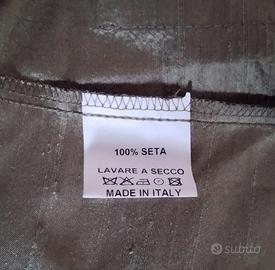 100% SETA
LAVARE A SECCO
MADE IN ITALY
subito